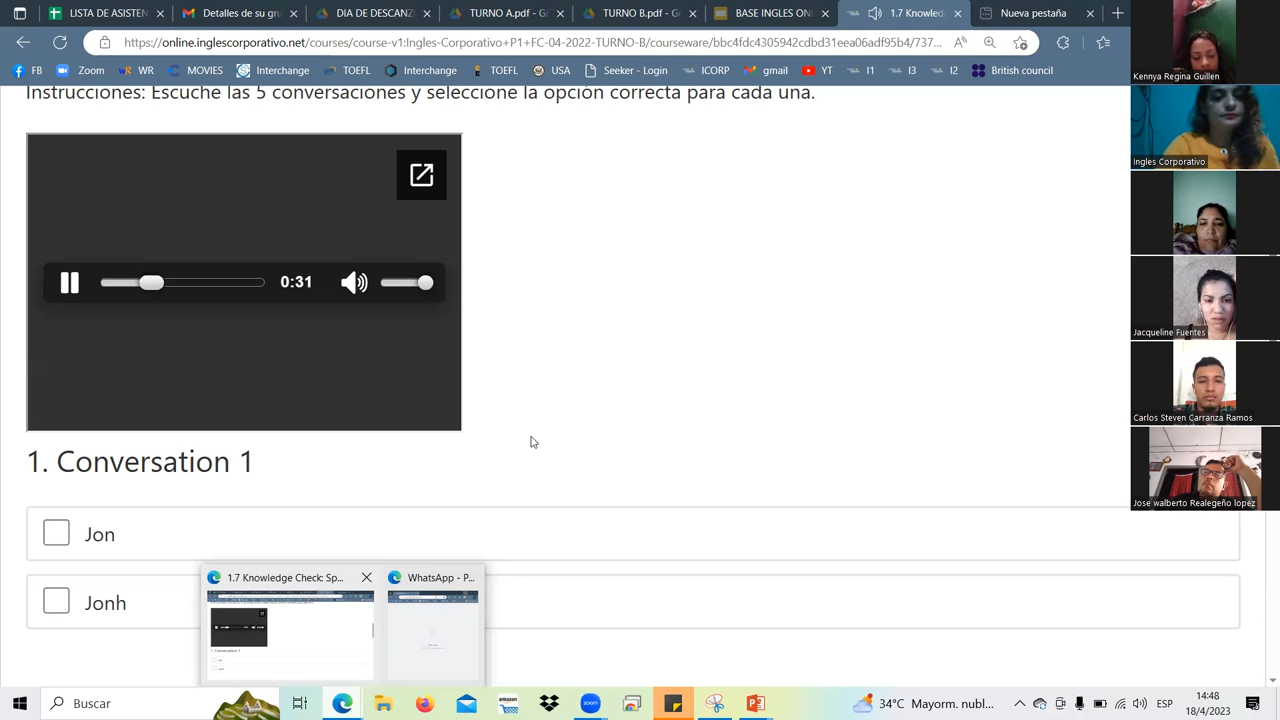 LISTA DE ASISTEN
Detalles de su gru
DIA DE DESCANZ
TURNO A.pdf - GO
TURNO B.pdf - Go
BASE INGLES ONL
1.7 Knowled
Nueva pestaña
https://online.inglescorporativo.net/courses/course-v1:Ingles-Corporativo+P1+FC-04-2022-TURNO-B/courseware/bbc4fdc4305942cdbd31eea06adf95b4/737...
FB
Zoom
WR
MOVIES
Interchange
TOEFL
Interchange
TOEFL
USA
Seeker - Login
ICORP
gmail
YT
I1
I3
I2
British council
Instrucciones: Escuche las 5 conversaciones y seleccione la opción correcta para cada una.
0:31
1. Conversation 1
Jon
Jonh
1.7 Knowledge Check: Sp...
WhatsApp - P...
Kennya Regina Guillen
Ingles Corporativo
Jacqueline Fuentes
Carlos Steven Carranza Ramos
Jose walberto Realegeño lopez
Buscar
34°C Mayorm. nubl...
ESP
14:48
18/4/2023